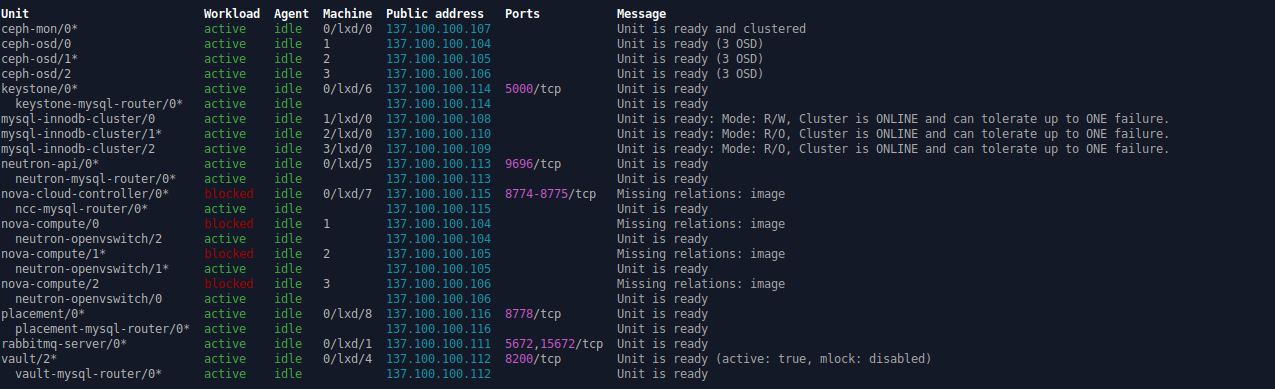 Unit Workload Agent Machine Public address Ports Message
ceph-mon/0* active idle 0/lxd/0 137.100.100.107 Unit is ready and clustered
ceph-osd/0 active idle 1 137.100.100.104 Unit is ready (3 OSD)
ceph-osd/1* active idle 2 137.100.100.105 Unit is ready (3 OSD)
ceph-osd/2 active idle 3 137.100.100.106 Unit is ready (3 OSD)
keystone/0* active idle 0/lxd/6 137.100.100.114 5000/tcp Unit is ready
keystone-mysql-router/0* active idle 137.100.100.114 Unit is ready
mysql-innodb-cluster/0 active idle 1/lxd/0 137.100.100.108 Unit is ready: Mode: R/W, Cluster is ONLINE and can tolerate up to ONE failure.
mysql-innodb-cluster/1* active idle 2/lxd/0 137.100.100.110 Unit is ready: Mode: R/O, Cluster is ONLINE and can tolerate up to ONE failure.
mysql-innodb-cluster/2 active idle 3/lxd/0 137.100.100.109 Unit is ready: Mode: R/O, Cluster is ONLINE and can tolerate up to ONE failure.
neutron-api/0* active idle 0/lxd/5 137.100.100.113 9696/tcp Unit is ready
neutron-mysql-router/0* active idle 137.100.100.113 Unit is ready
nova-cloud-controller/0* blocked idle 0/lxd/7 137.100.100.115 8774-8775/tcp Missing relations: image
ncc-mysql-router/0* active idle 137.100.100.115 Unit is ready
nova-compute/0 blocked idle 1 137.100.100.104 Missing relations: image
neutron-openvswitch/2 active idle 137.100.100.104 Unit is ready
nova-compute/1* blocked idle 2 137.100.100.105 Missing relations: image
neutron-openvswitch/1* active idle 137.100.100.105 Unit is ready
nova-compute/2 blocked idle 3 137.100.100.106 Missing relations: image
neutron-openvswitch/0 active idle 137.100.100.106 Unit is ready
placement/0* active idle 0/lxd/8 137.100.100.116 8778/tcp Unit is ready
placement-mysql-router/0* active idle 137.100.100.116 Unit is ready
rabbitmq-server/0* active idle 0/lxd/1 137.100.100.111 5672,15672/tcp Unit is ready
vault/2* active idle 0/lxd/4 137.100.100.112 8200/tcp Unit is ready (active: true, mlock: disabled)
vault-mysql-router/0* active idle 137.100.100.112 Unit is ready